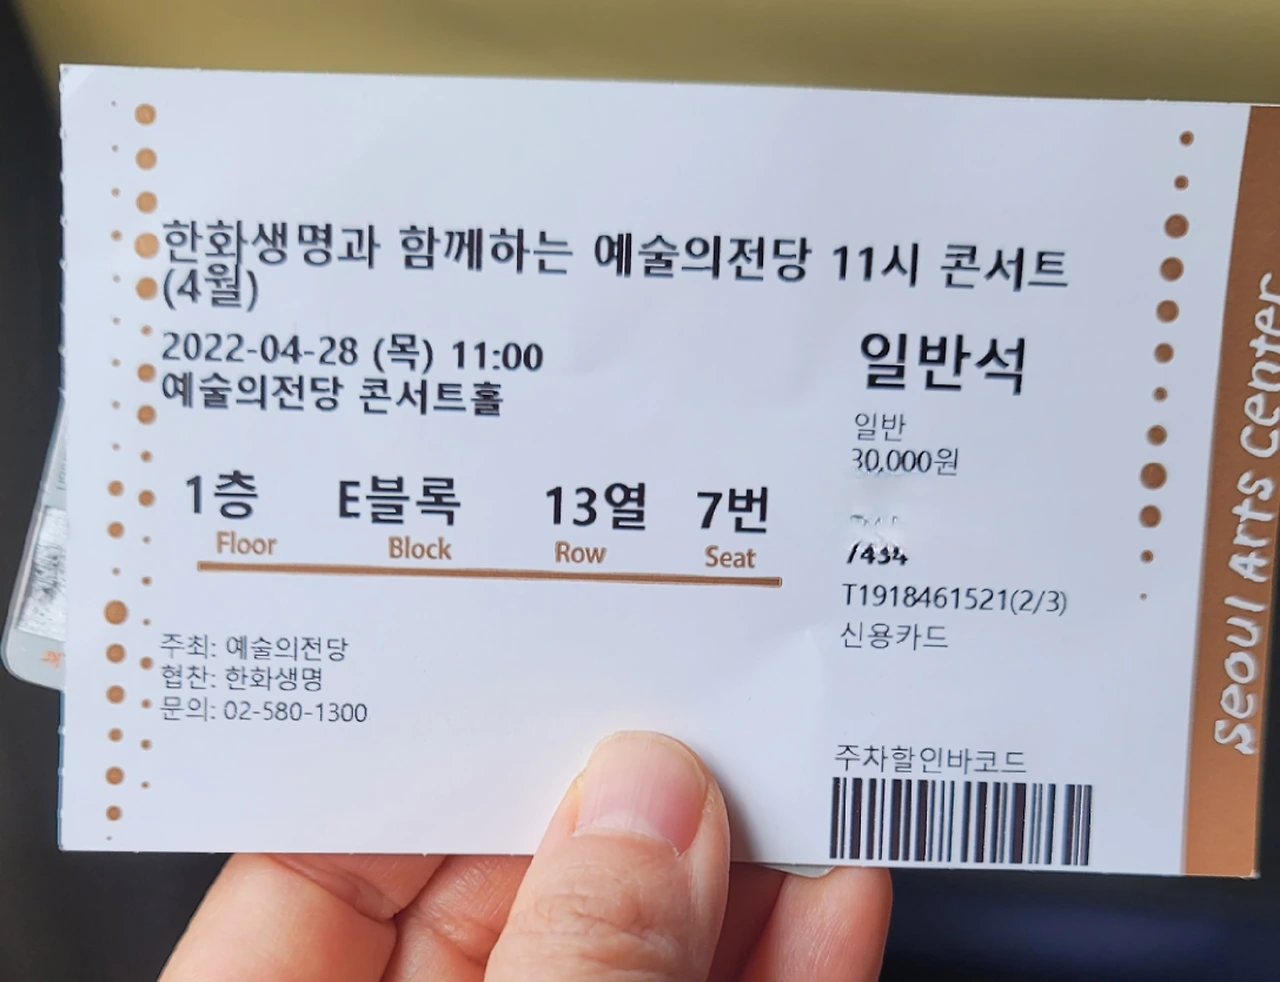 한화생명과 함께하는 예술의전당 11시 콘서트
(4월)
2022-04-28 (목) 11:00
예술의전당 콘서트홀
일반석
일반
30,000원
1층 E블록 13열 7번
Floor Block Row Seat
/434
T1918461521(2/3)
신용카드
주최: 예술의전당
협찬: 한화생명
문의: 02-580-1300
주차할인바코드
Seoul Arts Center